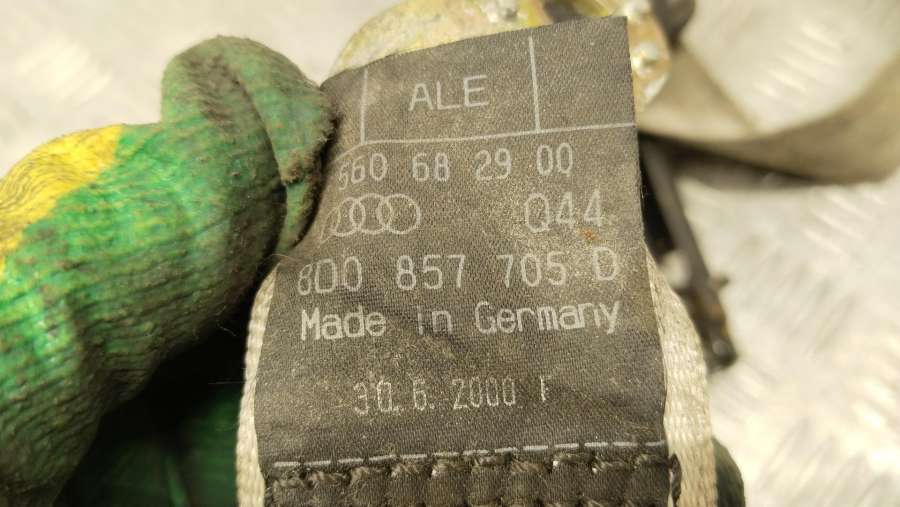 ALE
560 68 29 00
Q44
8D0 857 705 D
Made in Germany
30.6.2000 F